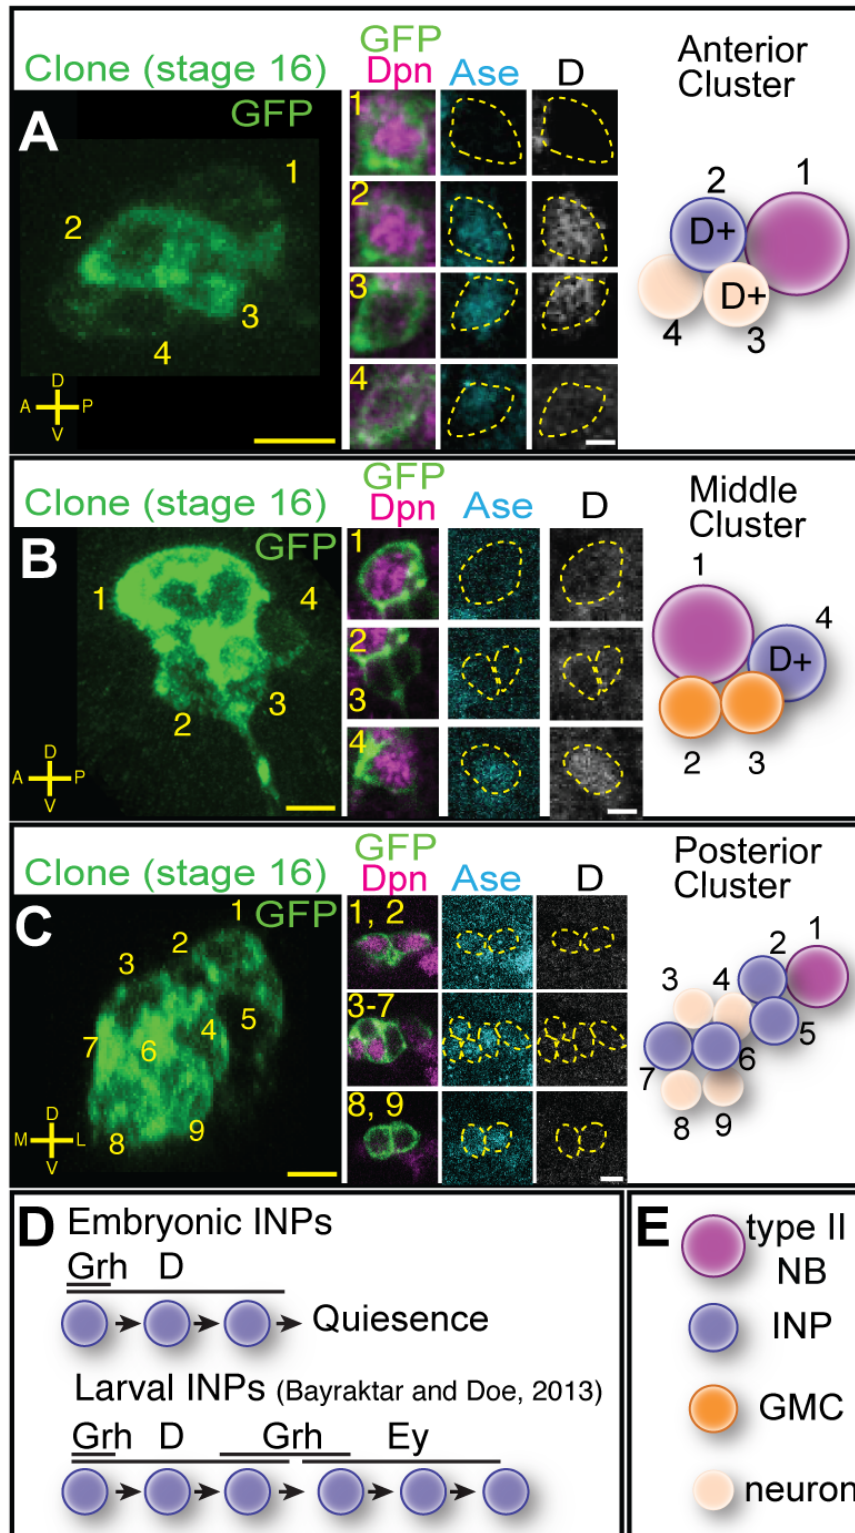 Clone (stage 16)
GFP
Dpn
Ase
D
Anterior
Cluster
A
GFP
1
2
3
4
D
A
P
V
1
2
3
4
1
2
D+
D+
4
3
Clone (stage 16)
GFP
Dpn
Ase
D
Middle
Cluster
B
GFP
1
4
2
3
D
A
P
V
1
2
3
4
1
4
D+
2
3
Clone (stage 16)
GFP
Dpn
Ase
D
Posterior
Cluster
C
GFP
1
2
3
4
5
6
7
8
9
D
M
L
V
1, 2
3-7
8, 9
1
2
3
4
5
6
7
8
9
D
Embryonic INPs
Grh D
Quiesence
Larval INPs (Bayraktar and Doe, 2013)
Grh D Grh Ey
E
type II
NB
INP
GMC
neuron